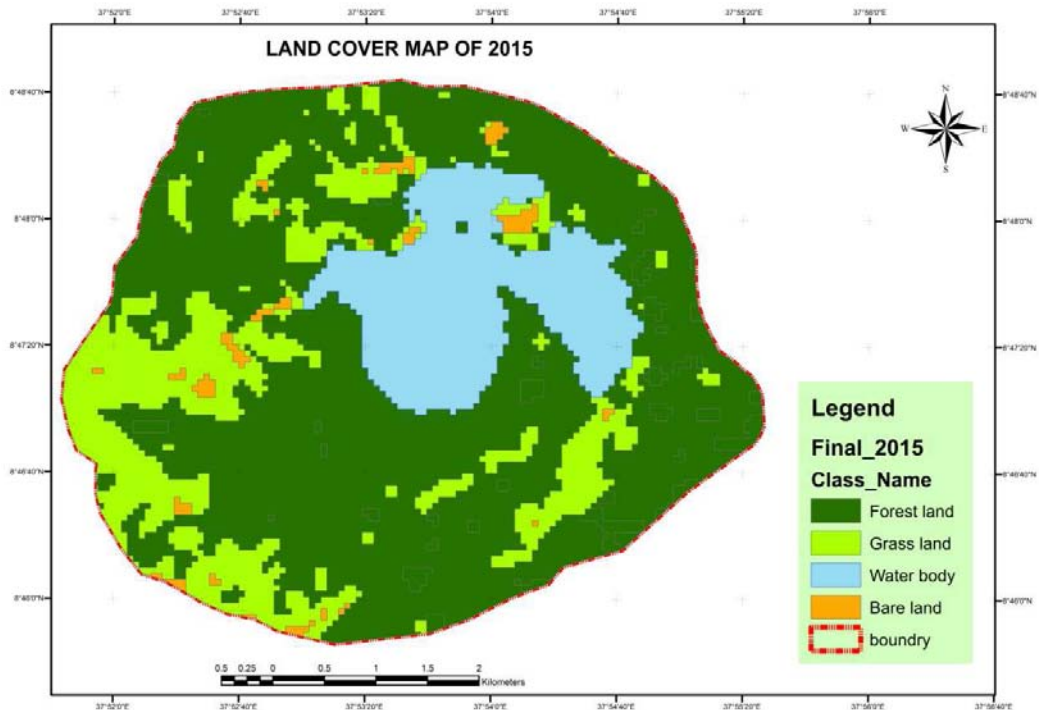 37°52'0"E 37°52'40"E 37°53'20"E 37°54'0"E 37°54'40"E 37°55'20"E 37°56'0"E
LAND COVER MAP OF 2015
N
W E
S
8°48'40"N 8°48'40"N
8°48'0"N 8°48'0"N
8°47'20"N 8°47'20"N
8°46'40"N 8°46'40"N
8°46'0"N 8°46'0"N
Legend
Final_2015
Class_Name
Forest land
Grass land
Water body
Bare land
boundry
0.5 0.25 0 0.5 1 1.5 2
Kilometers
37°52'0"E 37°52'40"E 37°53'20"E 37°54'0"E 37°54'40"E 37°55'20"E 37°56'0"E 37°56'40"E